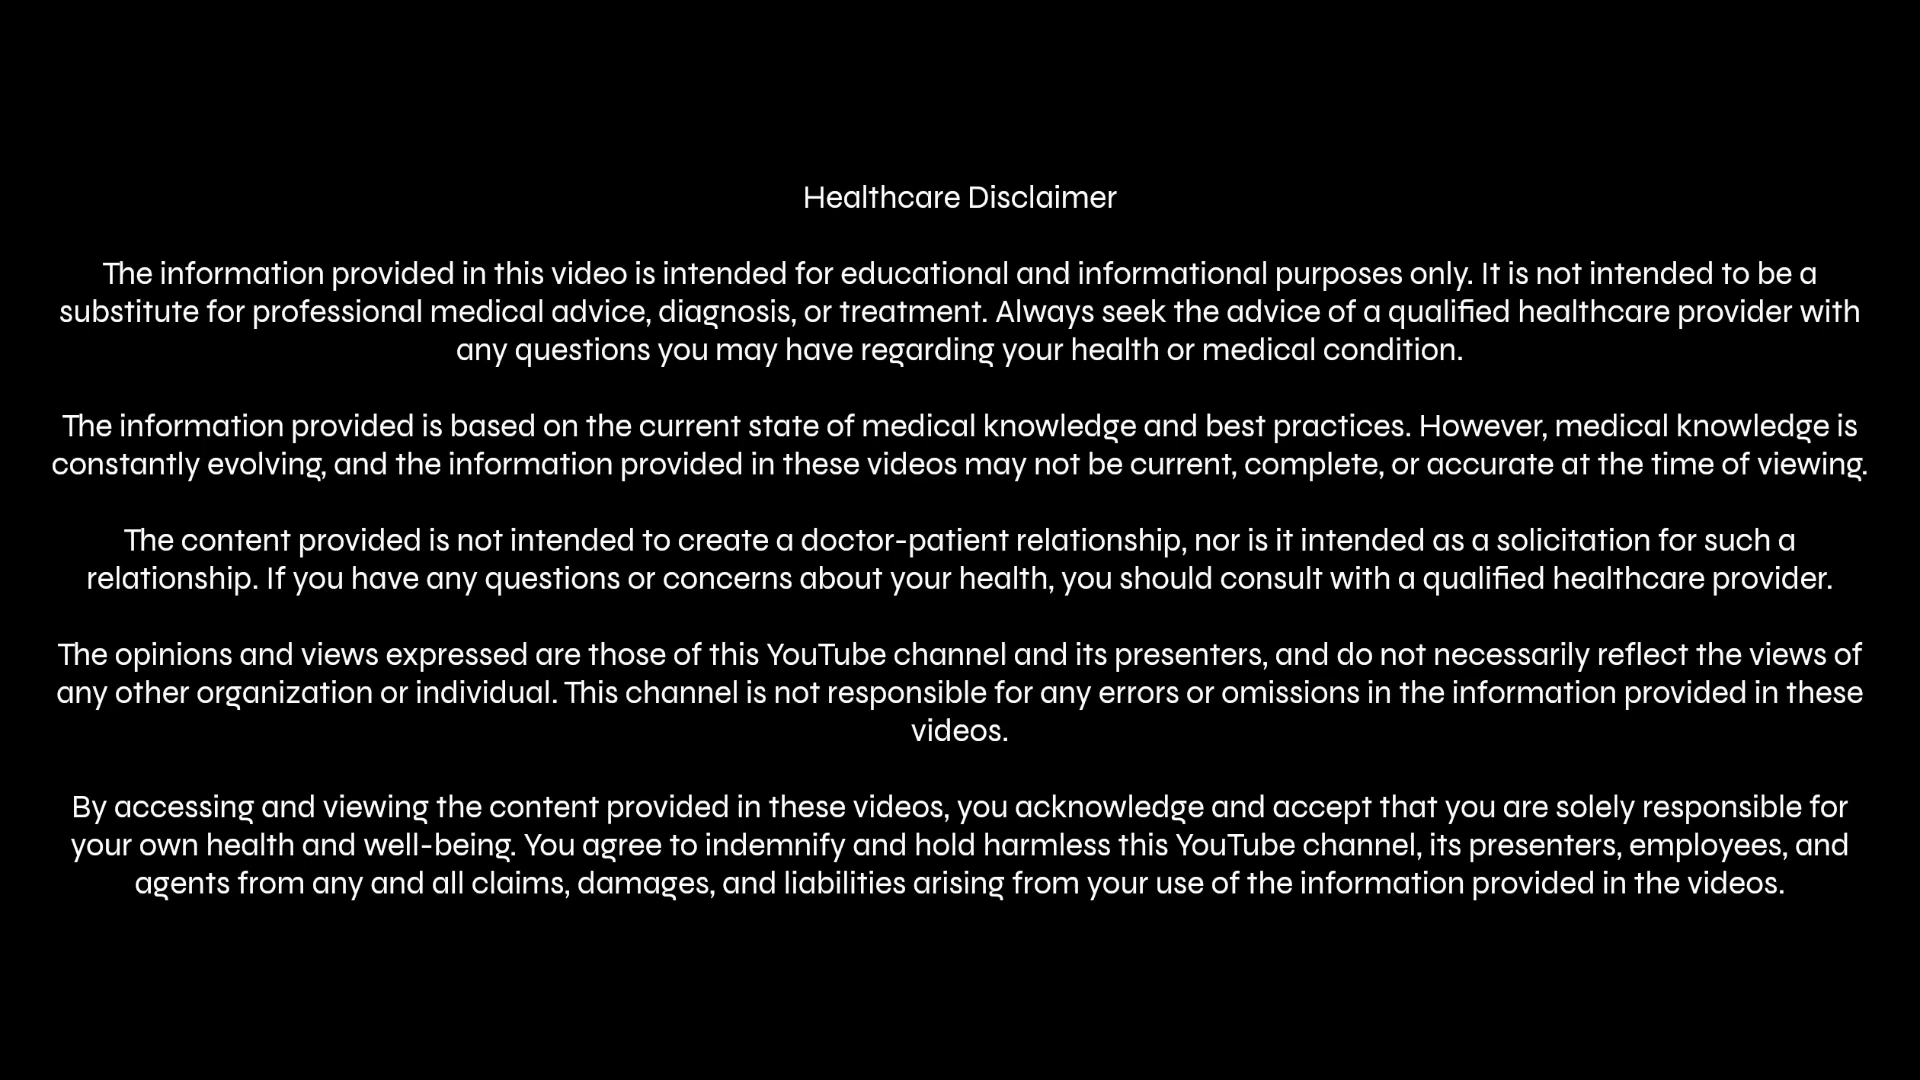 Healthcare Disclaimer
The information provided in this video is intended for educational and informational purposes only. It is not intended to be a
substitute for professional medical advice, diagnosis, or treatment. Always seek the advice of a qualified healthcare provider with
any questions you may have regarding your health or medical condition.
The information provided is based on the current state of medical knowledge and best practices. However, medical knowledge is
constantly evolving, and the information provided in these videos may not be current, complete, or accurate at the time of viewing.
The content provided is not intended to create a doctor-patient relationship, nor is it intended as a solicitation for such a
relationship. If you have any questions or concerns about your health, you should consult with a qualified healthcare provider.
The opinions and views expressed are those of this YouTube channel and its presenters, and do not necessarily reflect the views of
any other organization or individual. This channel is not responsible for any errors or omissions in the information provided in these
videos.
By accessing and viewing the content provided in these videos, you acknowledge and accept that you are solely responsible for
your own health and well-being. You agree to indemnify and hold harmless this YouTube channel, its presenters, employees, and
agents from any and all claims, damages, and liabilities arising from your use of the information provided in the videos.